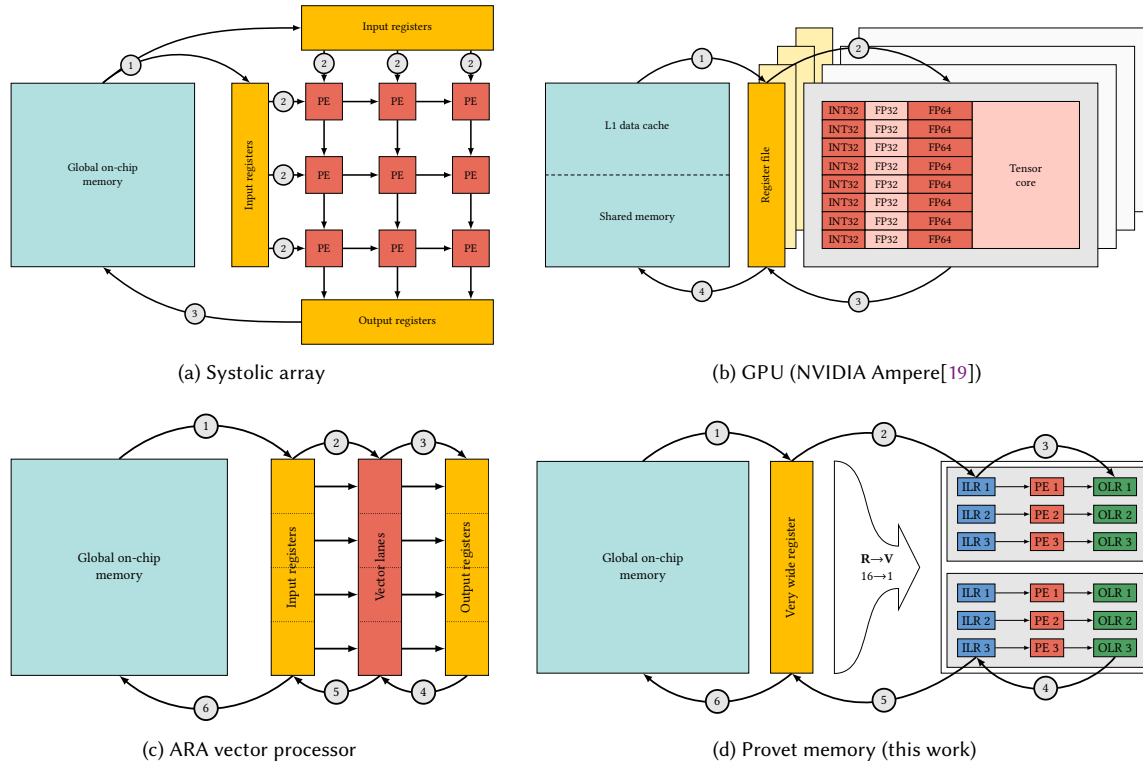 Input registers
1
2
2
2
Global on-chip
memory
Input registers
2
PE
PE
PE
2
PE
PE
PE
2
PE
PE
PE
3
Output registers
(a) Systolic array
1
2
L1 data cache
Shared memory
Register file
INT32 FP32 FP64
INT32 FP32 FP64
INT32 FP32 FP64
INT32 FP32 FP64
INT32 FP32 FP64
INT32 FP32 FP64
INT32 FP32 FP64
INT32 FP32 FP64
Tensor
core
4
3
(b) GPU (NVIDIA Ampere[19])
1
2
3
Global on-chip
memory
Input registers
Vector lanes
Output registers
6
5
4
(c) ARA vector processor
1
2
3
Global on-chip
memory
Very wide register
R→V
16→1
ILR 1 PE 1 OLR 1
ILR 2 PE 2 OLR 2
ILR 3 PE 3 OLR 3
ILR 1 PE 1 OLR 1
ILR 2 PE 2 OLR 2
ILR 3 PE 3 OLR 3
6
5
4
(d) Provet memory (this work)